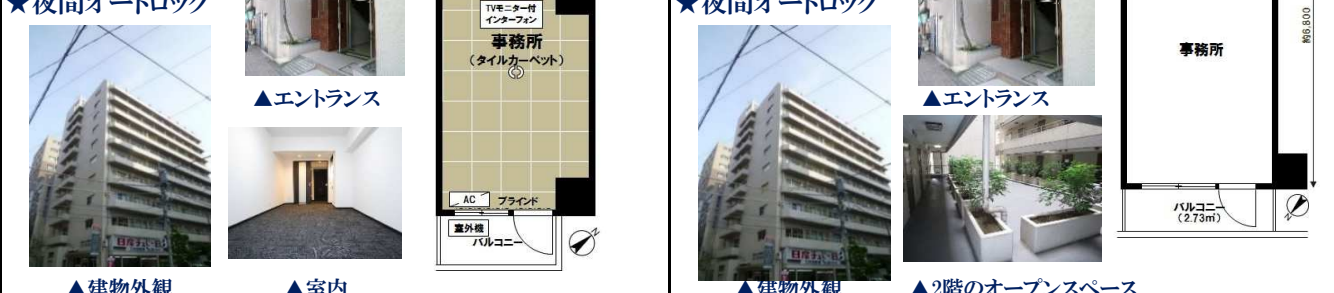 ★夜間オートロック
TVモニター付
インターフォン
事務所
（タイルカーペット）
▲エントランス
AC
ブラインド
室外機
バルコニー
N
▲建物外観
▲室内
★夜間オートロック
▲エントランス
事務所
約6.800
バルコニー
（2.73㎡）
N
▲建物外観
▲2階のオープンスペース